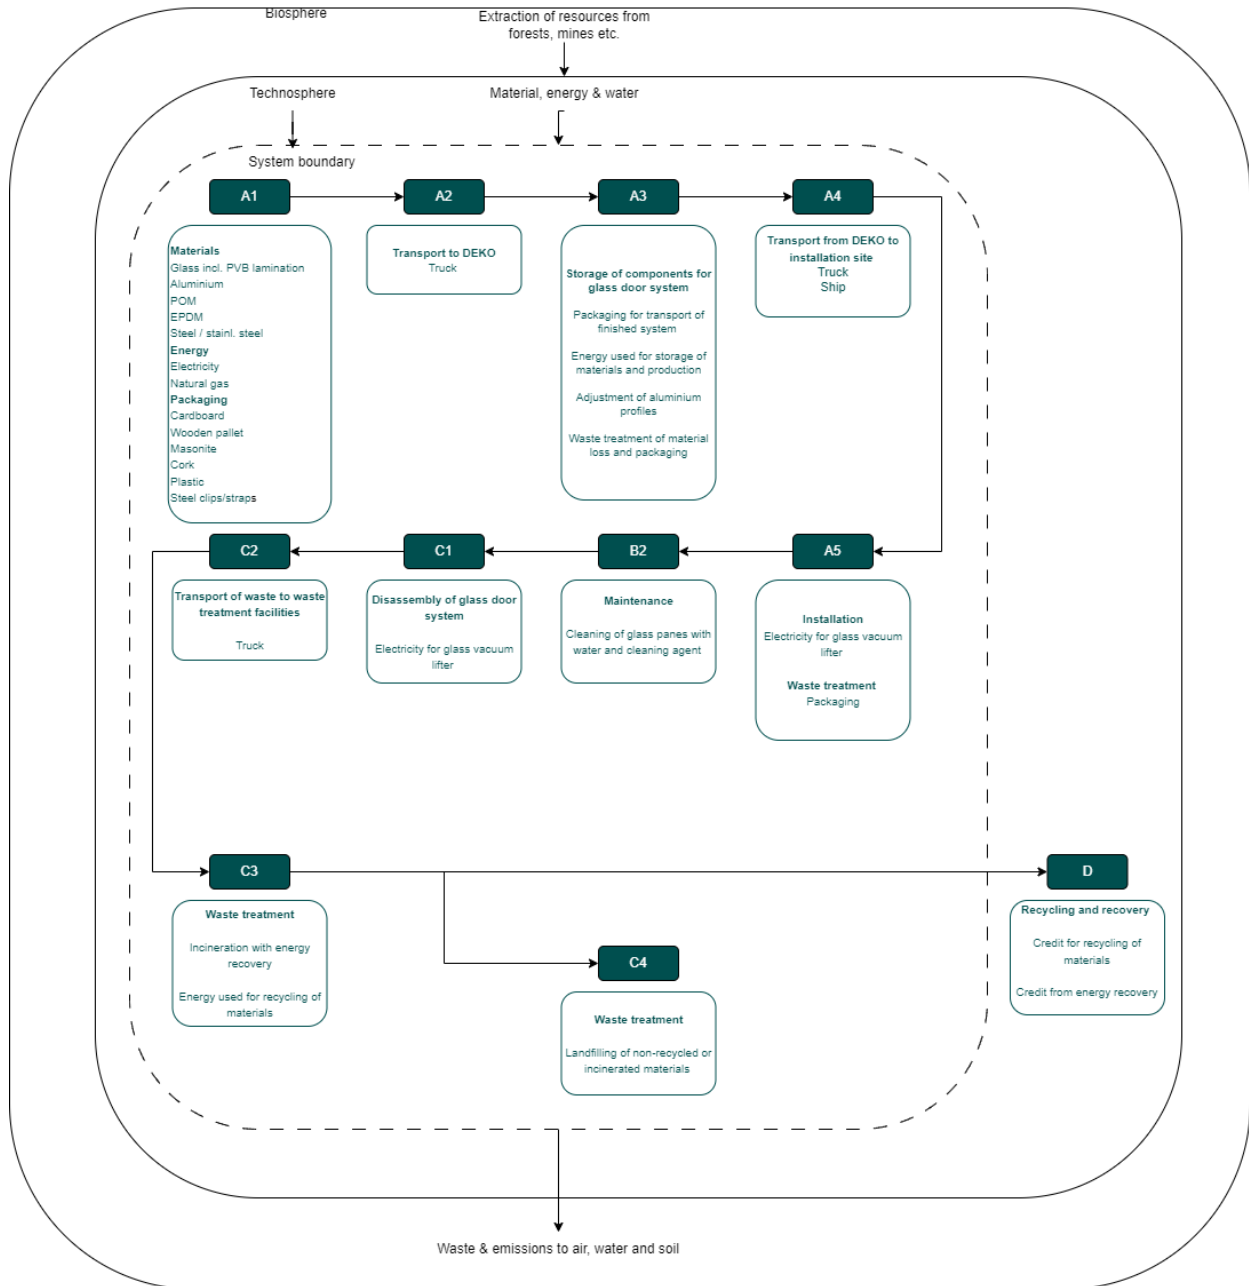 Biosphere
Extraction of resources from
forests, mines etc.
Technosphere
Material, energy & water
System boundary
A1
A2
A3
A4
Materials
Glass incl. PVB lamination
Aluminium
POM
EPDM
Steel / stainl. steel
Energy
Electricity
Natural gas
Packaging
Cardboard
Wooden pallet
Masonite
Cork
Plastic
Steel clips/straps
Transport to DEKO
Truck
Storage of components for
glass door system
Packaging for transport of
finished system
Energy used for storage of
materials and production
Adjustment of aluminium
profiles
Waste treatment of material
loss and packaging
Transport from DEKO to
installation site
Truck
Ship
C2
C1
B2
A5
Transport of waste to waste
treatment facilities
Truck
Disassembly of glass door
system
Electricity for glass vacuum
lifter
Maintenance
Cleaning of glass panes with
water and cleaning agent
Installation
Electricity for glass vacuum
lifter
Waste treatment
Packaging
C3
D
Waste treatment
Incineration with energy
recovery
Energy used for recycling of
materials
Recycling and recovery
Credit for recycling of
materials
Credit from energy recovery
C4
Waste treatment
Landfilling of non-recycled or
incinerated materials
Waste & emissions to air, water and soil